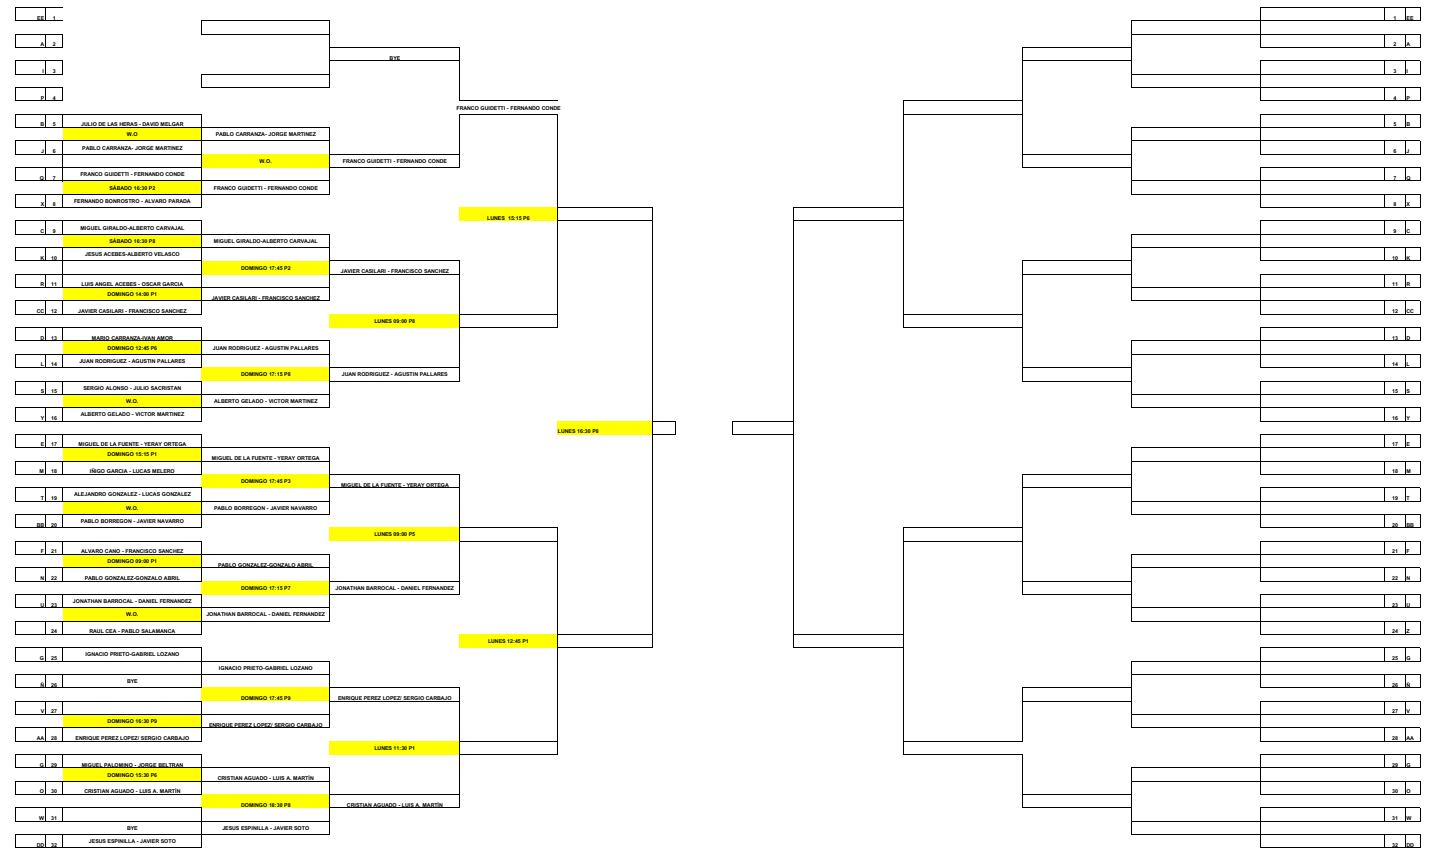 EE 1
1 EE
A 2
2 A
BYE
I 3
3 I
P 4
4 P
FRANCO GUIDETTI - FERNANDO CONDE
B 5 JULIO DE LAS HERAS - DAVID MELGAR
5 B
W.O PABLO CARRANZA- JORGE MARTINEZ
J 6 PABLO CARRANZA- JORGE MARTINEZ
6 J
W.O. FRANCO GUIDETTI - FERNANDO CONDE
Q 7 FRANCO GUIDETTI - FERNANDO CONDE
7 Q
SÁBADO 16:30 P2 FRANCO GUIDETTI - FERNANDO CONDE
X 8 FERNANDO BONROSTRO - ALVARO PARADA
8 X
LUNES 15:15 P6
C 9 MIGUEL GIRALDO-ALBERTO CARVAJAL
9 C
SÁBADO 16:30 P8 MIGUEL GIRALDO-ALBERTO CARVAJAL
K 10 JESUS ACEBES-ALBERTO VELASCO
10 K
DOMINGO 17:45 P2 JAVIER CASILARI - FRANCISCO SANCHEZ
R 11 LUIS ANGEL ACEBES - OSCAR GARCIA
11 R
DOMINGO 14:00 P1 JAVIER CASILARI - FRANCISCO SANCHEZ
CC 12 JAVIER CASILARI - FRANCISCO SANCHEZ
12 CC
LUNES 09:00 P8
D 13 MARIO CARRANZA-IVAN AMOR
13 D
DOMINGO 12:45 P6 JUAN RODRIGUEZ - AGUSTIN PALLARES
L 14 JUAN RODRIGUEZ - AGUSTIN PALLARES
14 L
DOMINGO 17:15 P8 JUAN RODRIGUEZ - AGUSTIN PALLARES
S 15 SERGIO ALONSO - JULIO SACRISTAN
15 S
W.O. ALBERTO GELADO - VICTOR MARTINEZ
Y 16 ALBERTO GELADO - VICTOR MARTINEZ
16 Y
LUNES 16:30 P8
E 17 MIGUEL DE LA FUENTE - YERAY ORTEGA
17 E
DOMINGO 15:15 P1 MIGUEL DE LA FUENTE - YERAY ORTEGA
M 18 IÑIGO GARCIA - LUCAS MELERO
18 M
DOMINGO 17:45 P3 MIGUEL DE LA FUENTE - YERAY ORTEGA
T 19 ALEJANDRO GONZALEZ - LUCAS GONZALEZ
19 T
W.O. PABLO BORREGON - JAVIER NAVARRO
BB 20 PABLO BORREGON - JAVIER NAVARRO
20 BB
LUNES 09:00 P5
F 21 ALVARO CANO - FRANCISCO SANCHEZ
21 F
DOMINGO 09:00 P1 PABLO GONZALEZ-GONZALO ABRIL
N 22 PABLO GONZALEZ-GONZALO ABRIL
22 N
DOMINGO 17:15 P7 JONATHAN BARROCAL - DANIEL FERNANDEZ
U 23 JONATHAN BARROCAL - DANIEL FERNANDEZ
23 U
W.O. JONATHAN BARROCAL - DANIEL FERNANDEZ
24 RAUL CEA - PABLO SALAMANCA
24 Z
LUNES 12:45 P1
G 25 IGNACIO PRIETO-GABRIEL LOZANO
25 G
IGNACIO PRIETO-GABRIEL LOZANO
Ñ 26 BYE
26 Ñ
DOMINGO 17:45 P9 ENRIQUE PEREZ LOPEZ/ SERGIO CARBAJO
V 27
27 V
DOMINGO 16:30 P9 ENRIQUE PEREZ LOPEZ/ SERGIO CARBAJO
AA 28 ENRIQUE PEREZ LOPEZ/ SERGIO CARBAJO
28 AA
LUNES 11:30 P1
G 29 MIGUEL PALOMINO - JORGE BELTRAN
29 G
DOMINGO 15:30 P6 CRISTIAN AGUADO - LUIS A. MARTÍN
O 30 CRISTIAN AGUADO - LUIS A. MARTÍN
30 O
DOMINGO 18:30 P8 CRISTIAN AGUADO - LUIS A. MARTÍN
W 31
31 W
BYE JESUS ESPINILLA - JAVIER SOTO
DD 32 JESUS ESPINILLA - JAVIER SOTO
32 DD